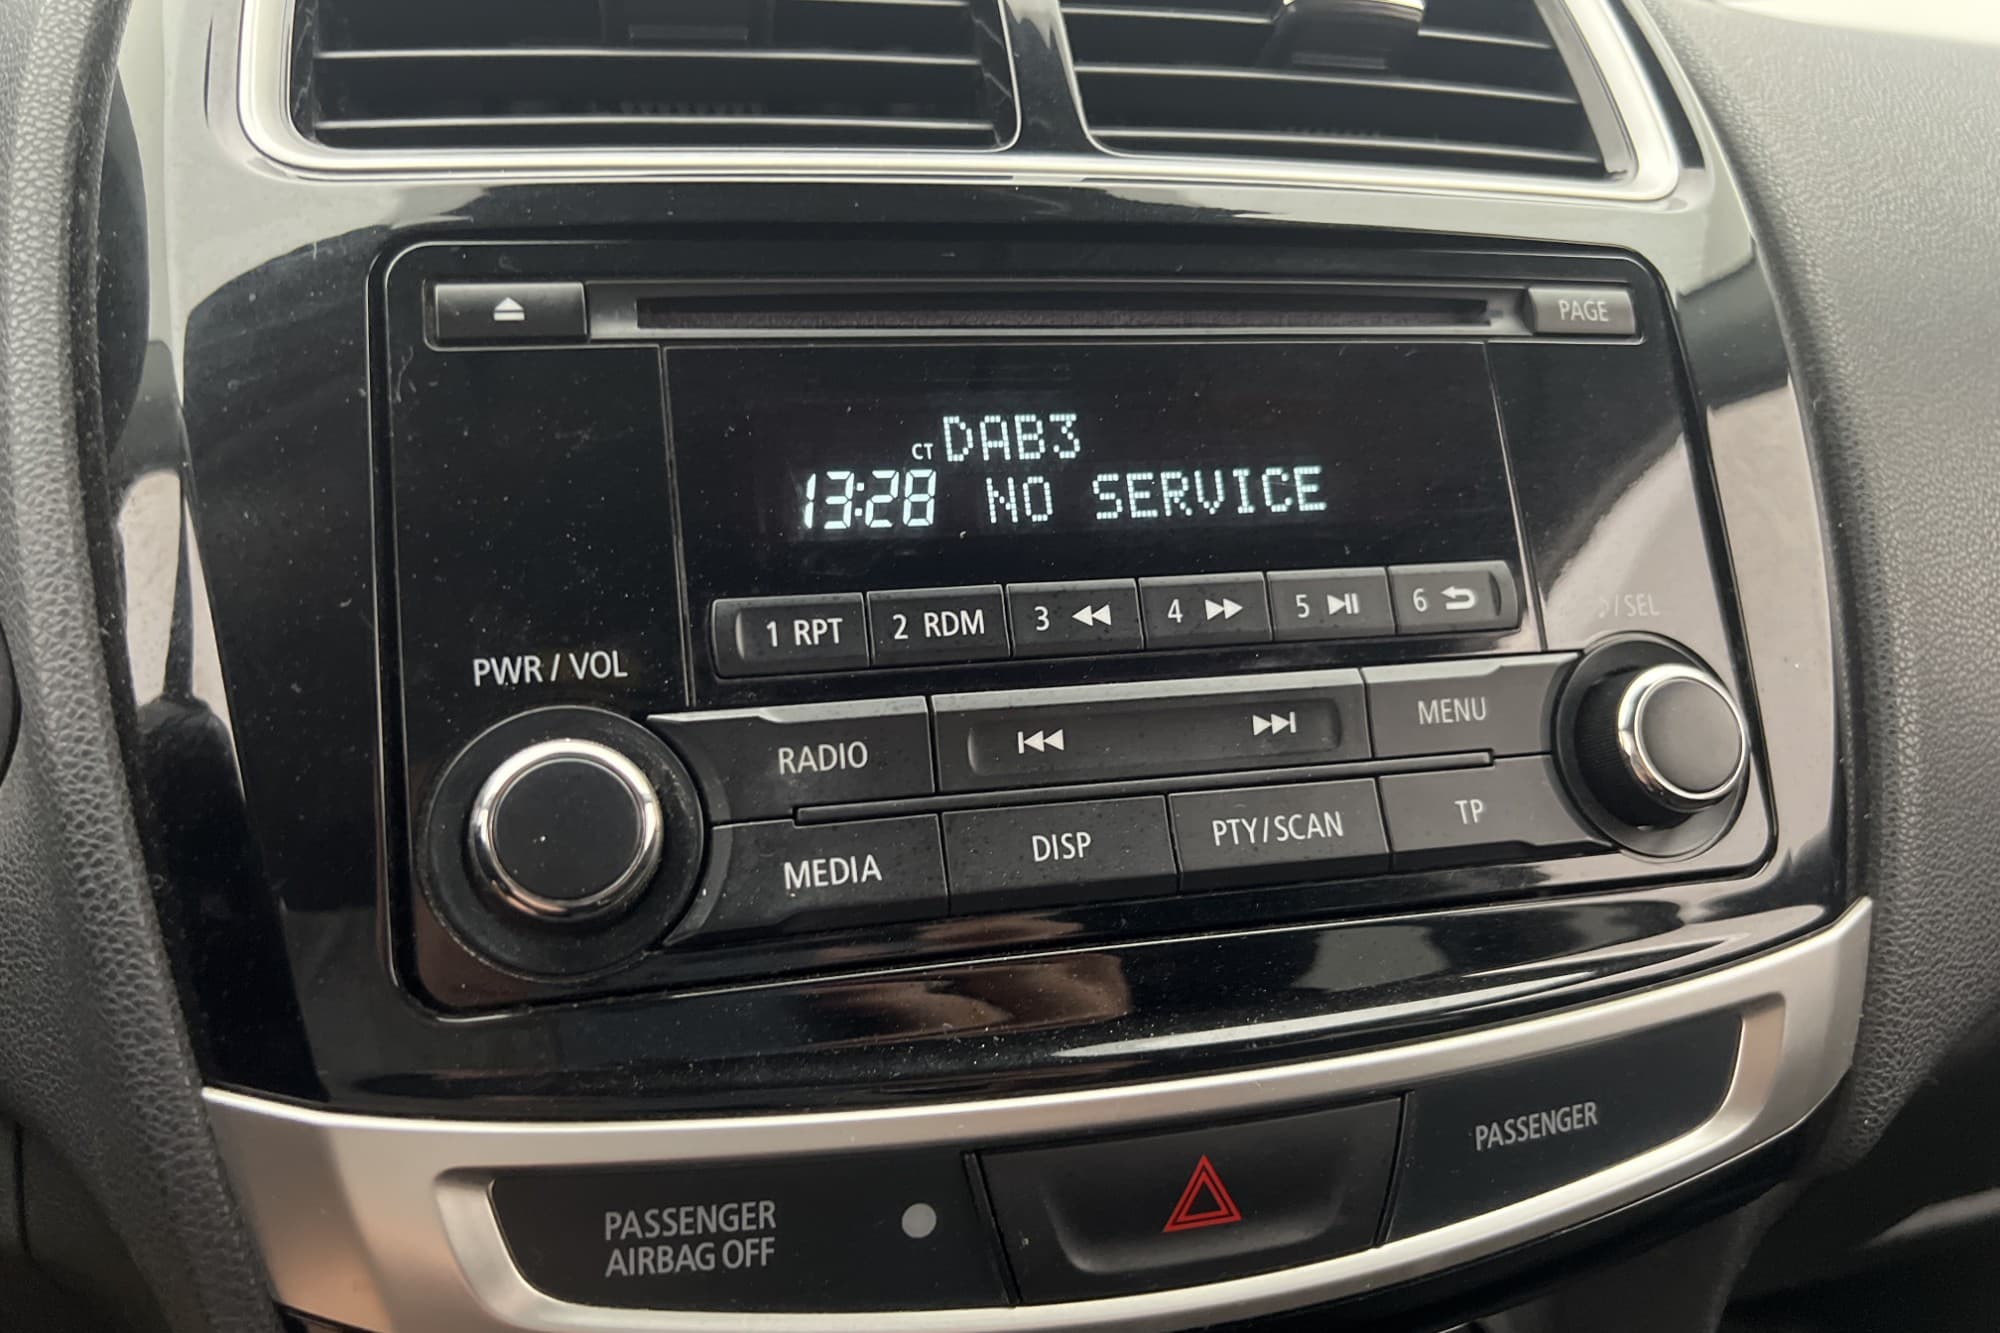 PAGE
CT DAB3
13:28 NO SERVICE
1 RPT 2 RDM 3 4 5 6
PWR / VOL
/ SEL
RADIO
MENU
MEDIA
DISP
PTY/SCAN
TP
PASSENGER
AIRBAG OFF
PASSENGER